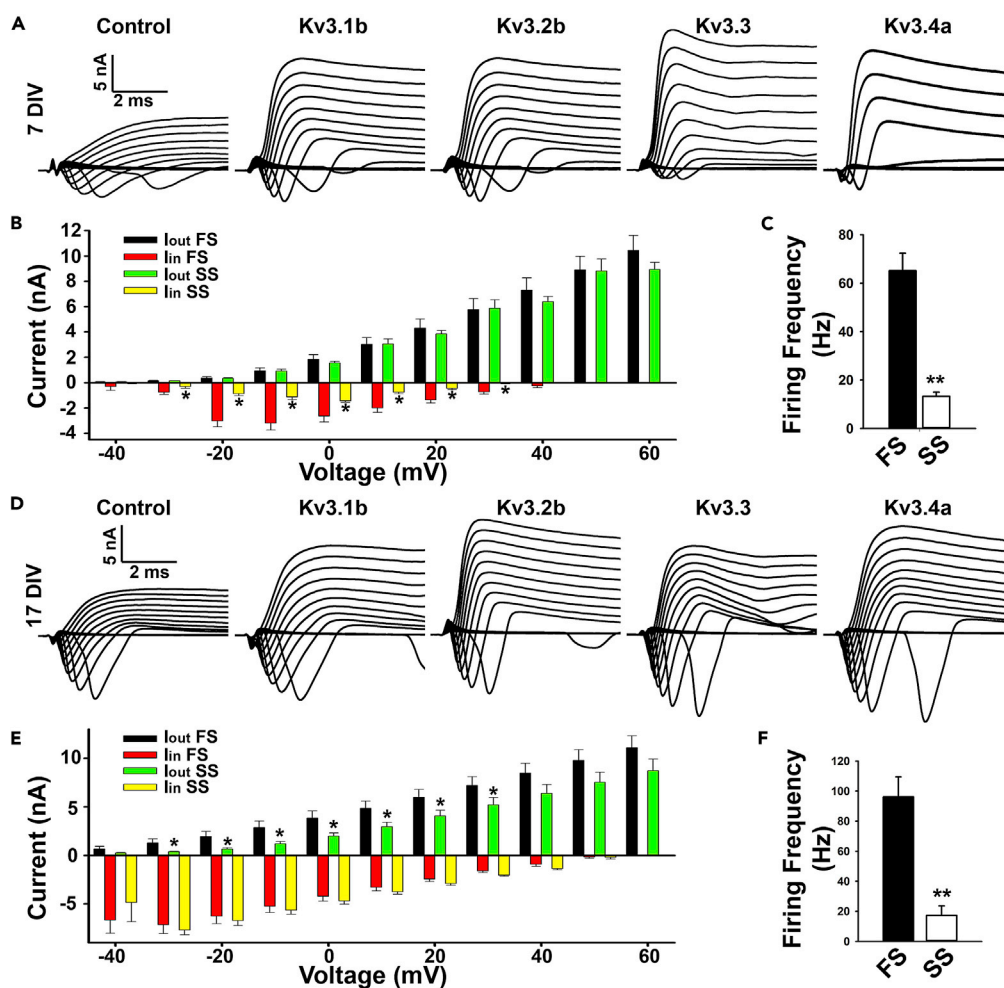 A
Control Kv3.1b Kv3.2b Kv3.3 Kv3.4a
5 nA
2 ms
7 DIV
B
Iout FS
Iin FS
Iout SS
Iin SS
Current (nA)
12
10
8
6
4
2
0
-2
-4
* * * * * * *
-40 -20 0 20 40 60
Voltage (mV)
C
Firing Frequency
(Hz)
80
60
40
20
0
**
FS SS
D
Control Kv3.1b Kv3.2b Kv3.3 Kv3.4a
5 nA
2 ms
17 DIV
E
Iout FS
Iin FS
Iout SS
Iin SS
Current (nA)
10
5
0
-5
* * * * * * *
-40 -20 0 20 40 60
Voltage (mV)
F
Firing Frequency
(Hz)
120
100
80
60
40
20
0
**
FS SS